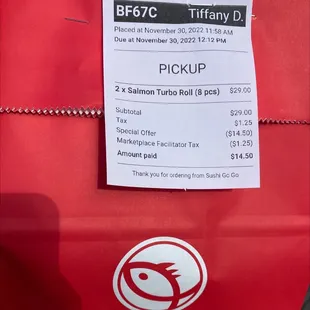 BF67C Tiffany D.
Placed at November 30, 2022 11:58 AM
Due at November 30, 2022 12:12 PM
PICKUP
2 x Salmon Turbo Roll (8 pcs) $29.00
Subtotal $29.00
Tax $1.25
Special Offer ($14.50)
Marketplace Facilitator Tax ($1.25)
Amount paid $14.50
Thank you for ordering from Sushi Go Go